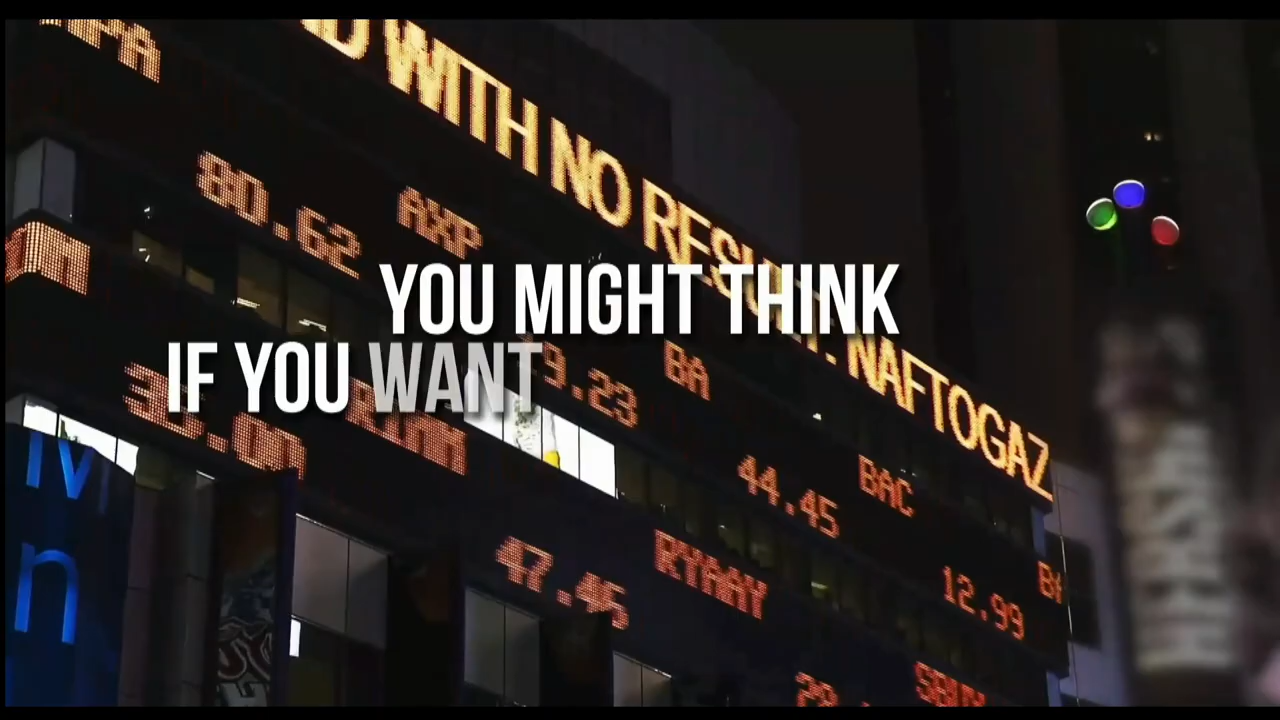 D WITH NO RESULT: NAFTOGAZ
80.62 AXP
YOU MIGHT THINK
IF YOU WANT
9.23 BA
44.45 BAC
47.45 RYAAY
12.99
n